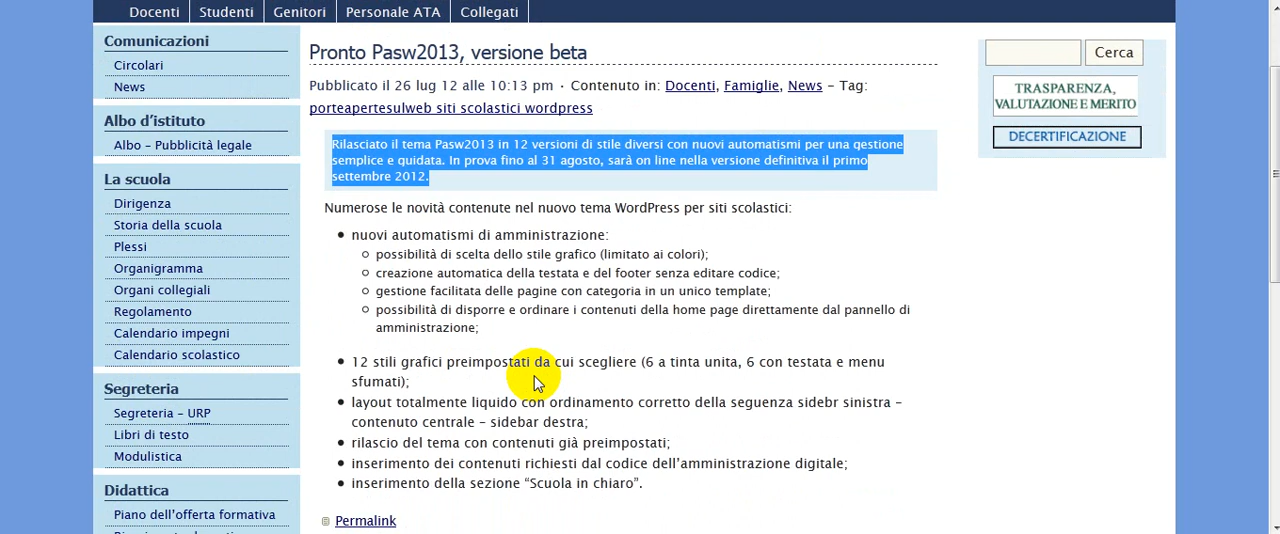 Docenti Studenti Genitori Personale ATA Collegati
Comunicazioni
Circolari
News
Albo d'istituto
Albo – Pubblicità legale
La scuola
Dirigenza
Storia della scuola
Plessi
Organigramma
Organi collegiali
Regolamento
Calendario impegni
Calendario scolastico
Segreteria
Segreteria – URP
Libri di testo
Modulistica
Didattica
Piano dell'offerta formativa
Pronto Pasw2013, versione beta
Pubblicato il 26 lug 12 alle 10:13 pm · Contenuto in: Docenti, Famiglie, News – Tag:
porteapertesulweb siti scolastici wordpress
Rilasciato il tema Pasw2013 in 12 versioni di stile diversi con nuovi automatismi per una gestione
semplice e guidata. In prova fino al 31 agosto, sarà on line nella versione definitiva il primo
settembre 2012.
Numerose le novità contenute nel nuovo tema WordPress per siti scolastici:
nuovi automatismi di amministrazione:
possibilità di scelta dello stile grafico (limitato ai colori);
creazione automatica della testata e del footer senza editare codice;
gestione facilitata delle pagine con categoria in un unico template;
possibilità di disporre e ordinare i contenuti della home page direttamente dal pannello di
amministrazione;
12 stili grafici preimpostati da cui scegliere (6 a tinta unita, 6 con testata e menu
sfumati);
layout totalmente liquido con ordinamento corretto della seguenza sidebr sinistra –
contenuto centrale – sidebar destra;
rilascio del tema con contenuti già preimpostati;
inserimento dei contenuti richiesti dal codice dell'amministrazione digitale;
inserimento della sezione "Scuola in chiaro".
Permalink
Cerca
TRASPARENZA,
VALUTAZIONE E MERITO
DECERTIFICAZIONE